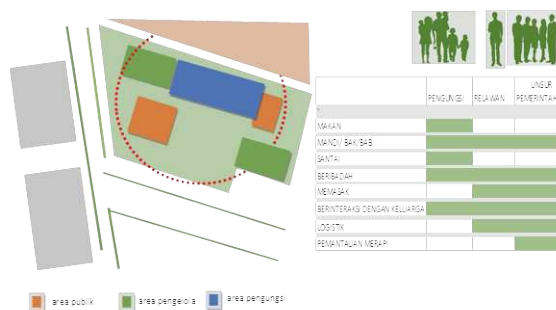 UNSUR
PENGUNGSI RELAWAN PEMERINTAH
MAKAN
MANDI/ BAK/BAB
SANTAI
BERIBADAH
MEMASAK
BERINTERAKSI DENGAN KELUARGA
LOGISTIK
PEMANTAUAN MERAPI
area publik area pengelola area pengungsi